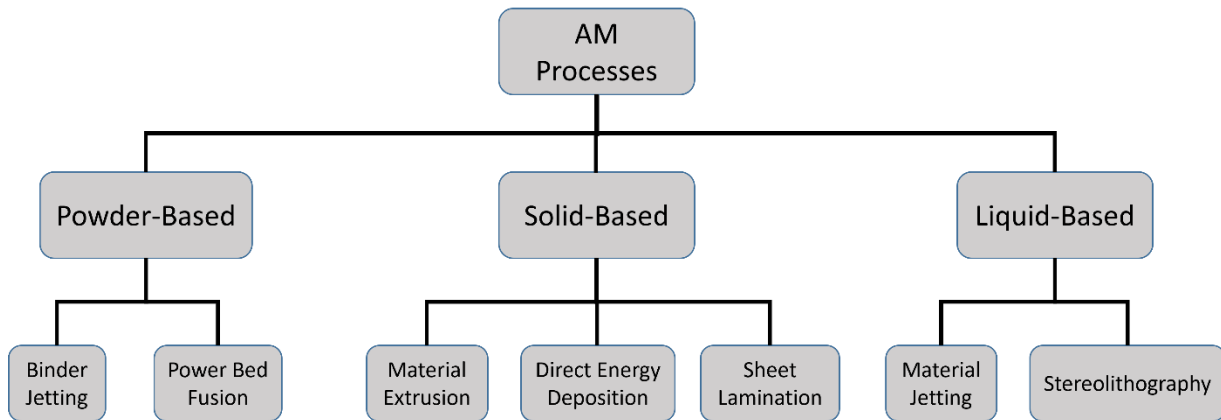 AM
Processes
Powder-Based
Solid-Based
Liquid-Based
Binder
Jetting
Power Bed
Fusion
Material
Extrusion
Direct Energy
Deposition
Sheet
Lamination
Material
Jetting
Stereolithography